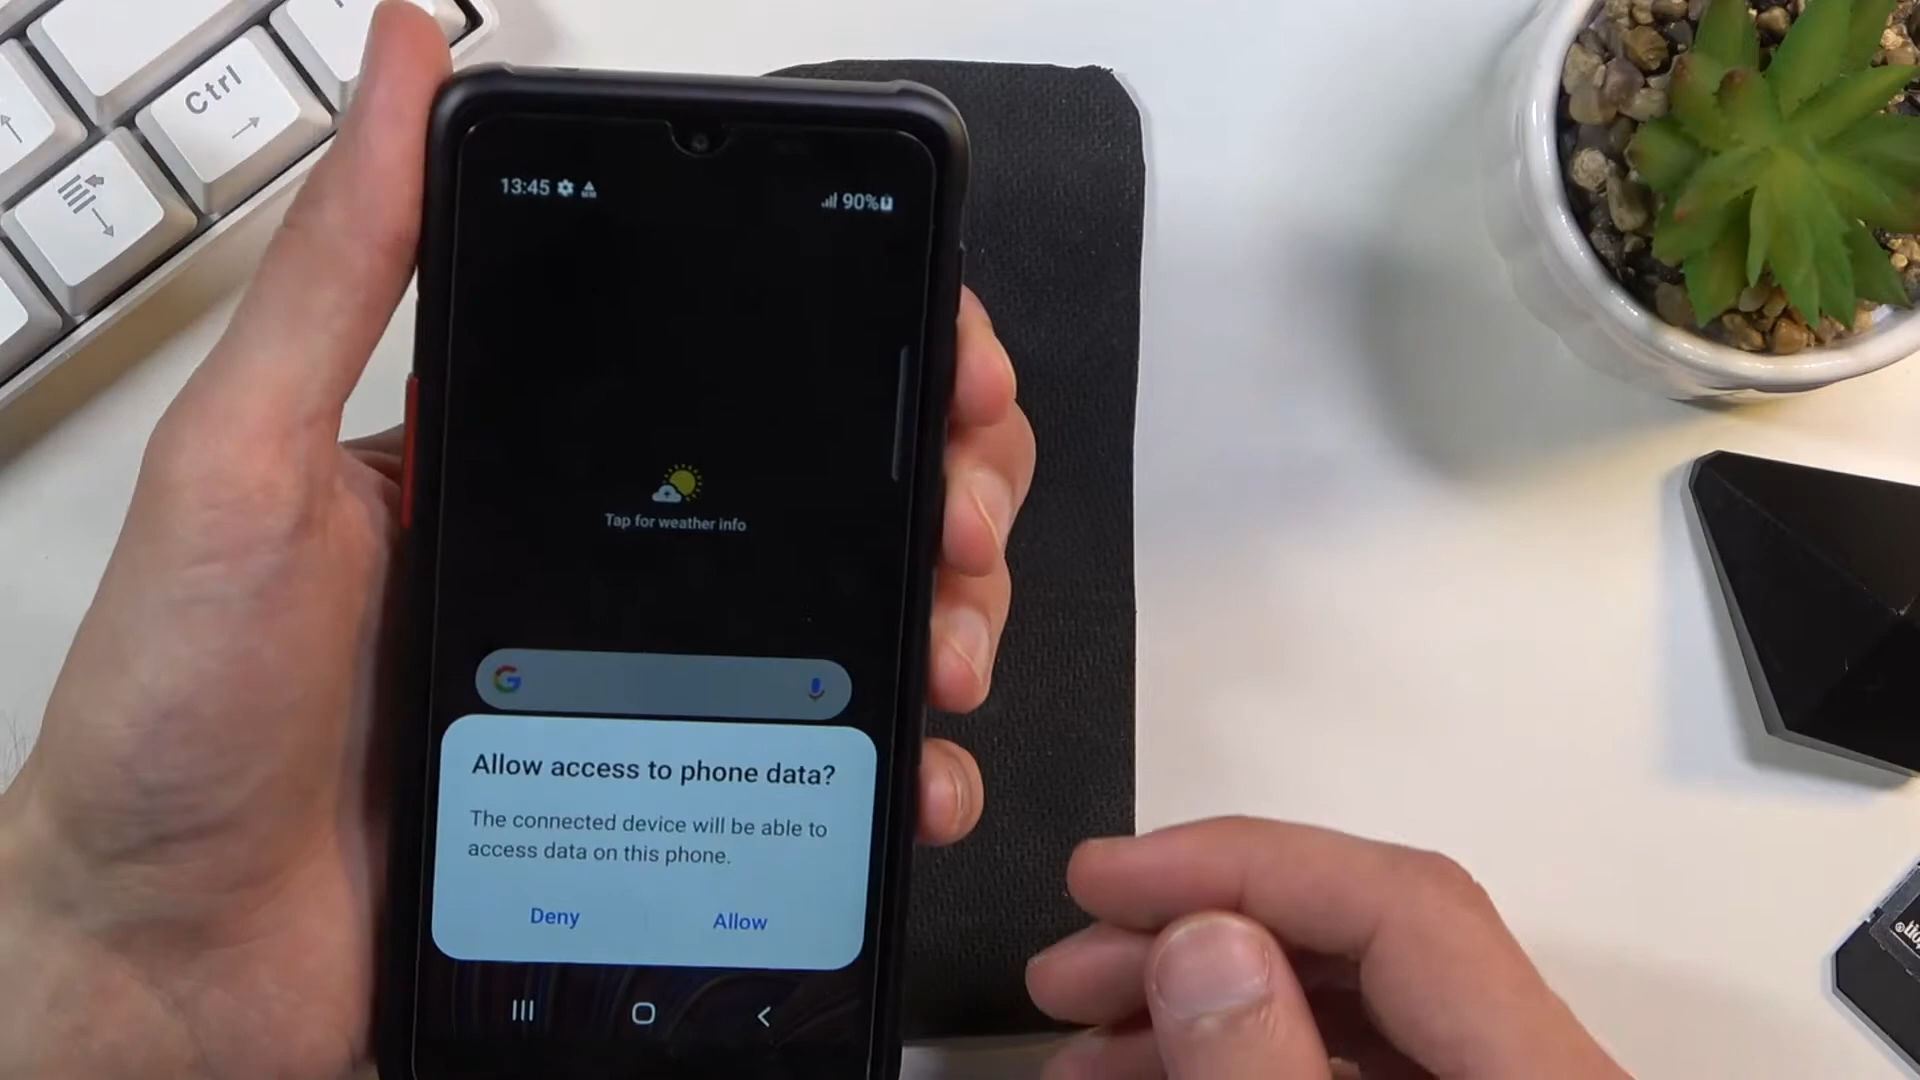 Ctrl
13:45
90%
Tap for weather info
G
Allow access to phone data?
The connected device will be able to
access data on this phone.
Deny
Allow